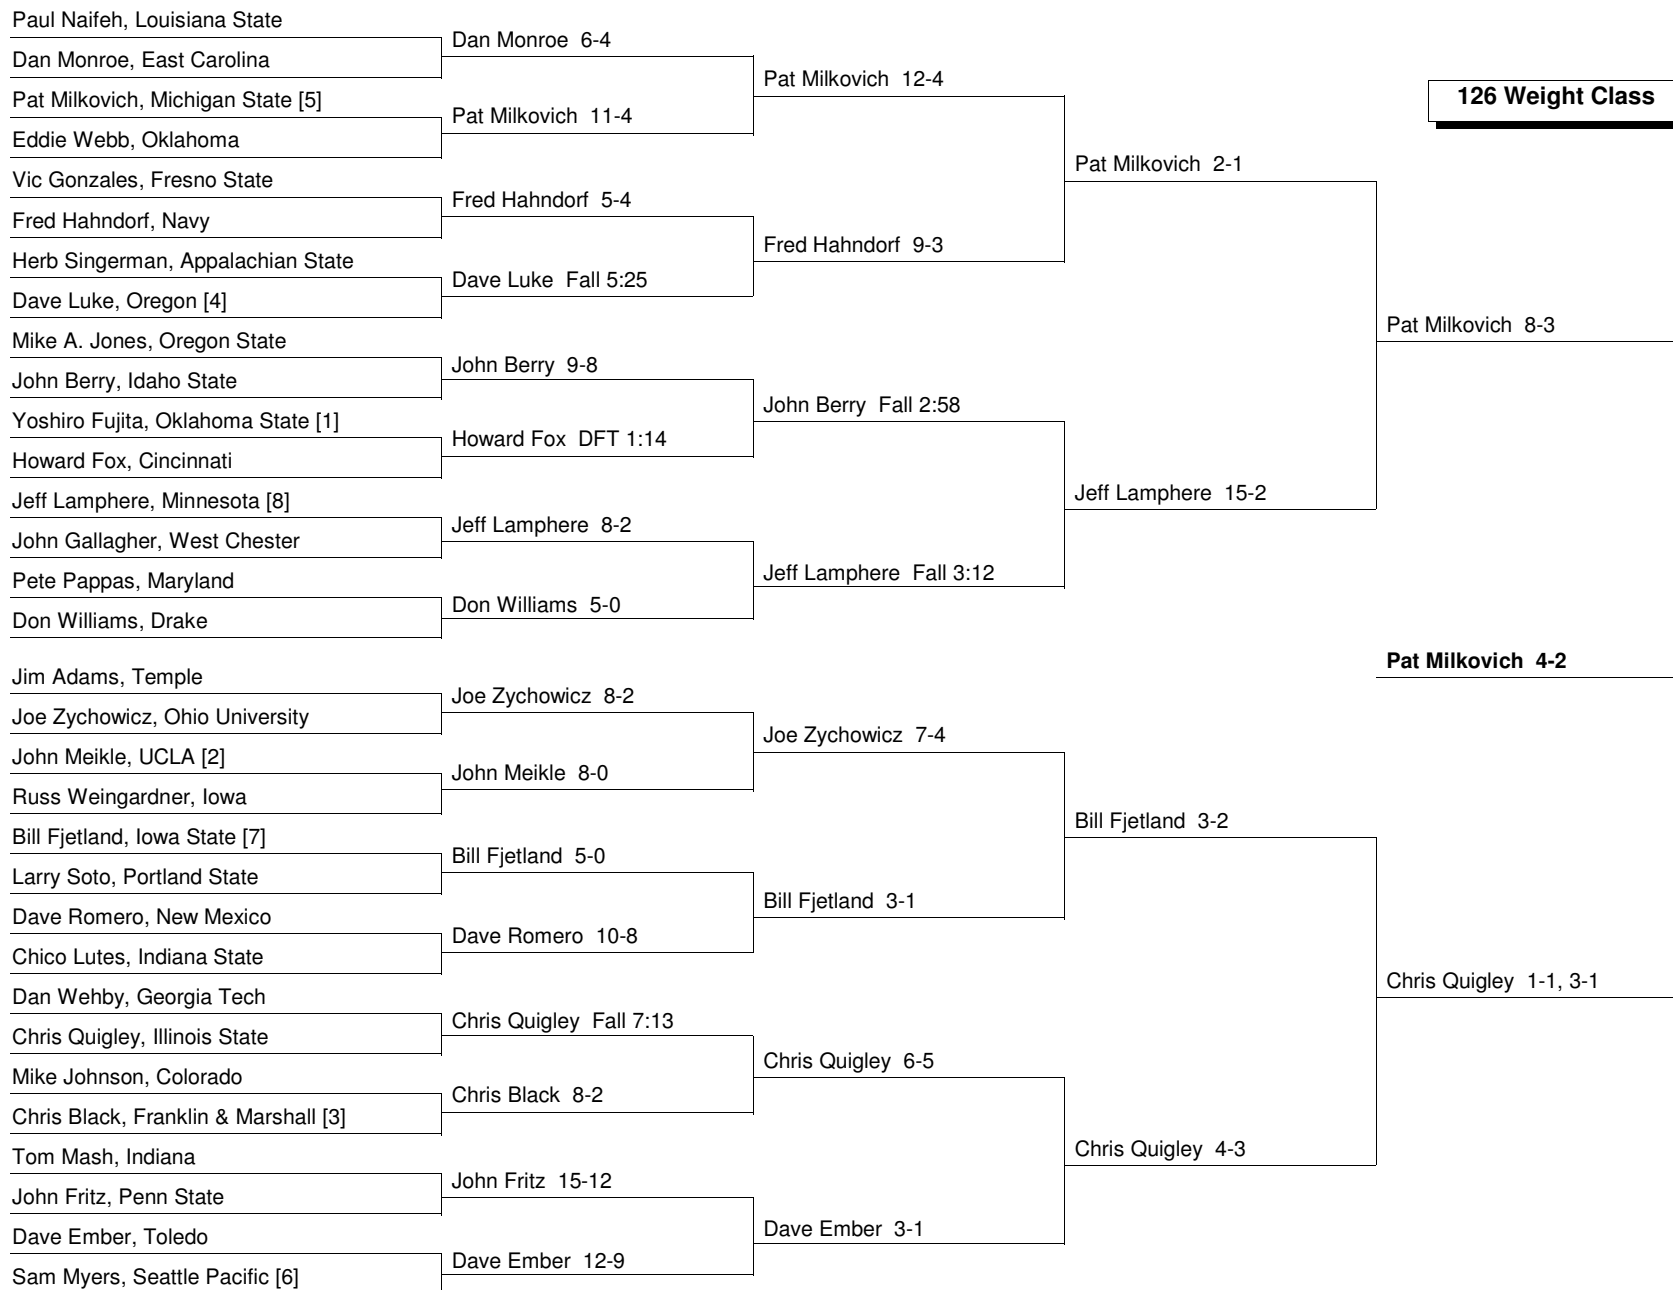 126 Weight Class
Paul Naifeh, Louisiana State
Dan Monroe, East Carolina
Pat Milkovich, Michigan State [5]
Eddie Webb, Oklahoma
Vic Gonzales, Fresno State
Fred Hahndorf, Navy
Herb Singerman, Appalachian State
Dave Luke, Oregon [4]
Mike A. Jones, Oregon State
John Berry, Idaho State
Yoshiro Fujita, Oklahoma State [1]
Howard Fox, Cincinnati
Jeff Lamphere, Minnesota [8]
John Gallagher, West Chester
Pete Pappas, Maryland
Don Williams, Drake
Jim Adams, Temple
Joe Zychowicz, Ohio University
John Meikle, UCLA [2]
Russ Weingardner, Iowa
Bill Fjetland, Iowa State [7]
Larry Soto, Portland State
Dave Romero, New Mexico
Chico Lutes, Indiana State
Dan Wehby, Georgia Tech
Chris Quigley, Illinois State
Mike Johnson, Colorado
Chris Black, Franklin & Marshall [3]
Tom Mash, Indiana
John Fritz, Penn State
Dave Ember, Toledo
Sam Myers, Seattle Pacific [6]
Dan Monroe 6-4
Pat Milkovich 11-4
Fred Hahndorf 5-4
Dave Luke Fall 5:25
John Berry 9-8
Howard Fox DFT 1:14
Jeff Lamphere 8-2
Don Williams 5-0
Joe Zychowicz 8-2
John Meikle 8-0
Bill Fjetland 5-0
Dave Romero 10-8
Chris Quigley Fall 7:13
Chris Black 8-2
John Fritz 15-12
Dave Ember 12-9
Pat Milkovich 12-4
Fred Hahndorf 9-3
John Berry Fall 2:58
Jeff Lamphere Fall 3:12
Joe Zychowicz 7-4
Bill Fjetland 3-1
Chris Quigley 6-5
Dave Ember 3-1
Pat Milkovich 2-1
Jeff Lamphere 15-2
Bill Fjetland 3-2
Chris Quigley 4-3
Pat Milkovich 8-3
Chris Quigley 1-1, 3-1
Pat Milkovich 4-2